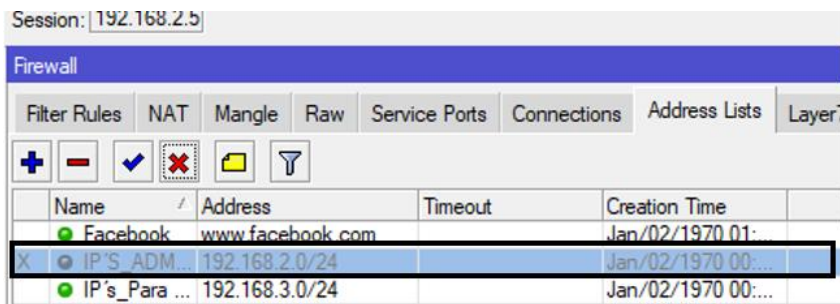 Session: 192.168.2.5
Firewall
Filter Rules NAT Mangle Raw Service Ports Connections Address Lists Layer7
Name Address Timeout Creation Time
Facebook www.facebook.com Jan/02/1970 01:...
X IP'S_ADM... 192.168.2.0/24 Jan/02/1970 00:...
IP's_Para ... 192.168.3.0/24 Jan/02/1970 00:...